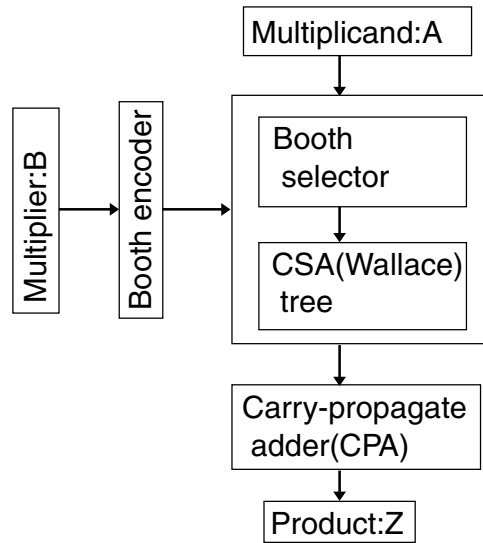 Multiplicand:A
Multiplier:B
Booth encoder
Booth
selector
CSA(Wallace)
tree
Carry-propagate
adder(CPA)
Product:Z